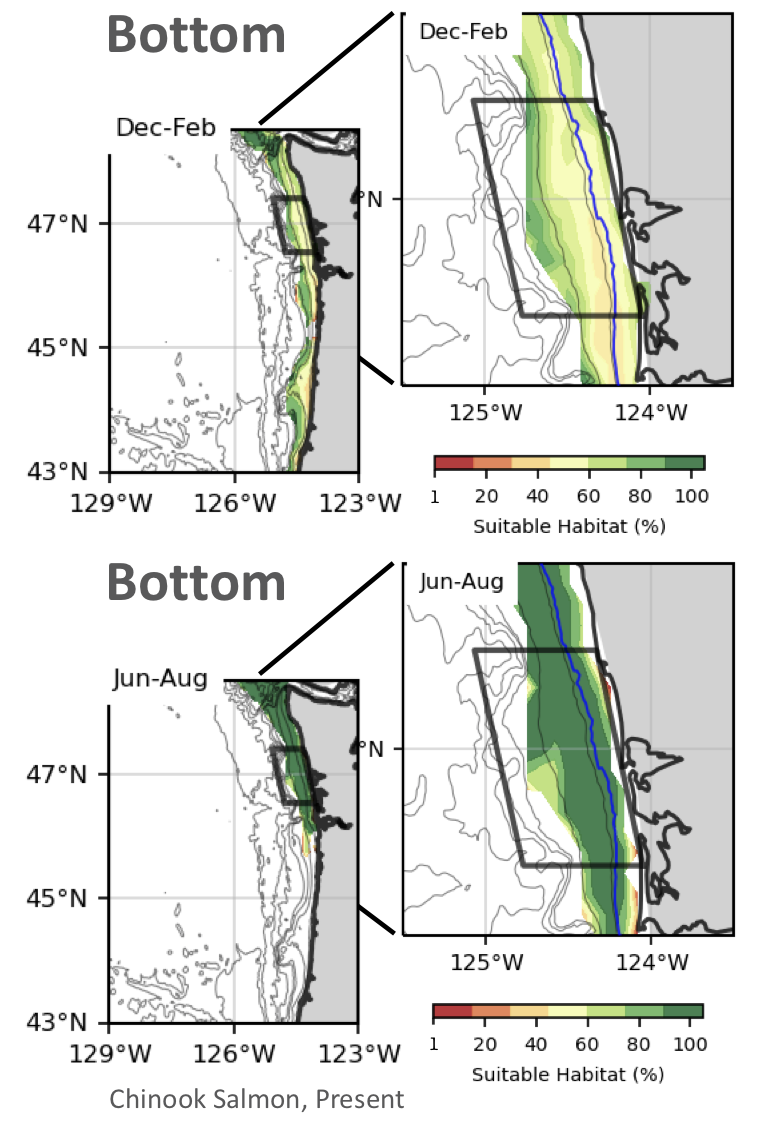 Bottom
Dec-Feb
Dec-Feb
47°N
45°N
43°N
129°W 126°W 123°W
°N
125°W 124°W
1 20 40 60 80 100
Suitable Habitat (%)
Bottom
Jun-Aug
Jun-Aug
47°N
45°N
43°N
129°W 126°W 123°W
°N
125°W 124°W
1 20 40 60 80 100
Suitable Habitat (%)
Chinook Salmon, Present